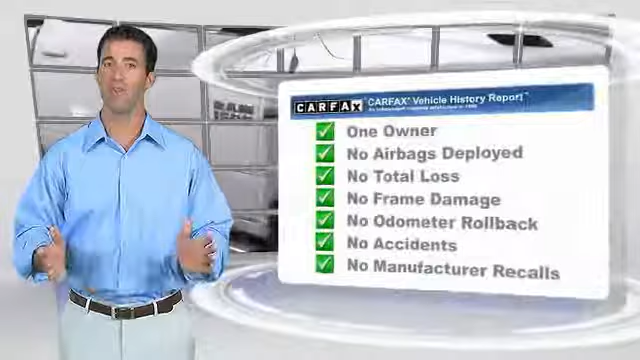 CARFAX CARFAX Vehicle History Report™
One Owner
No Airbags Deployed
No Total Loss
No Frame Damage
No Odometer Rollback
No Accidents
No Manufacturer Recalls